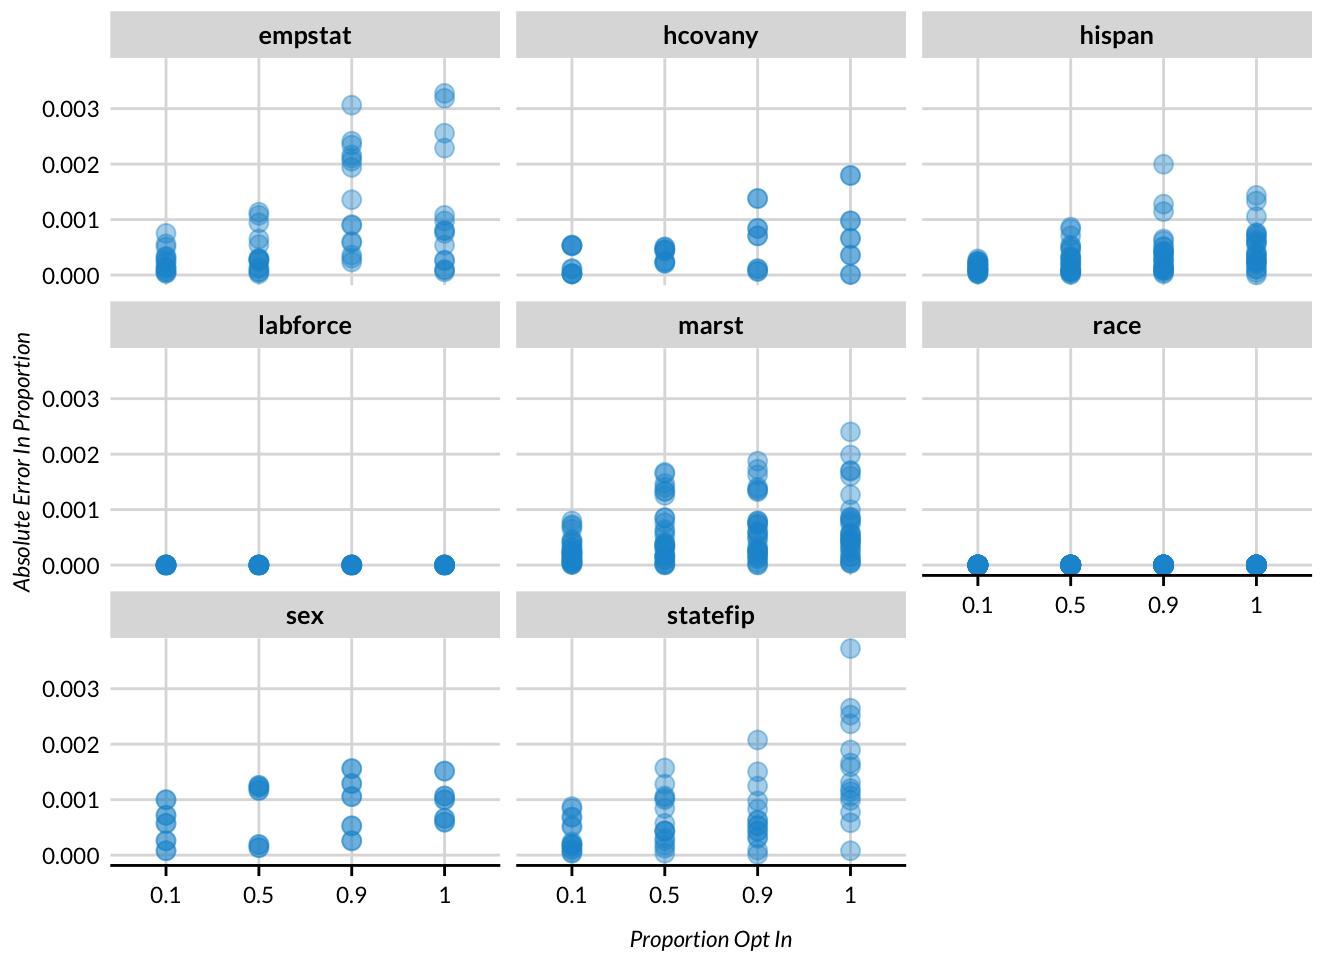 empstat hcovany hispan
0.003
0.002
0.001
0.000
labforce marst race
0.003
0.002
0.001
0.000
0.1 0.5 0.9 1
sex statefip
0.003
0.002
0.001
0.000
0.1 0.5 0.9 1 0.1 0.5 0.9 1
Absolute Error In Proportion
Proportion Opt In